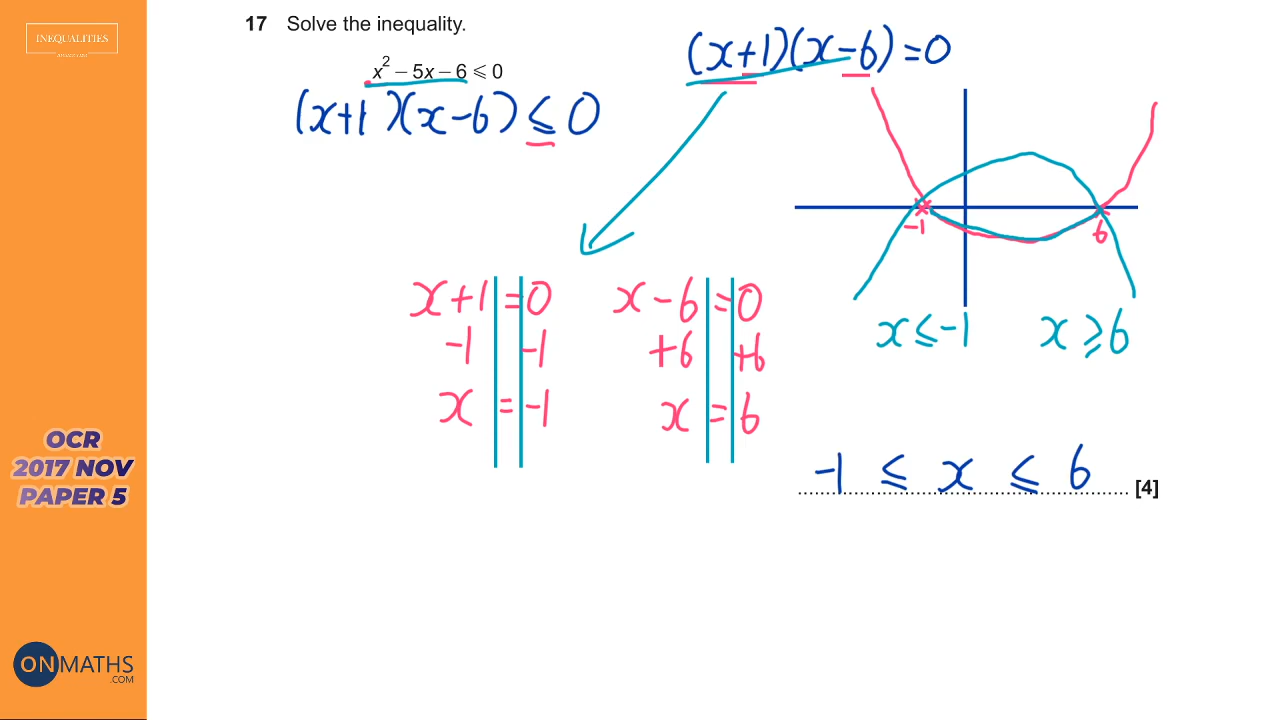 INEQUALITIES
17 Solve the inequality.
x² – 5x – 6 ⩽ 0
(x+1)(x-6) ≤ 0
(x+1)(x-6)=0
-1
6
x ≤ -1 x ≥ 6
x+1 = 0 x-6 = 0
-1 -1 +6 +6
x = -1 x = 6
-1 ≤ x ≤ 6 [4]
OCR
2017 NOV
PAPER 5
ONMATHS
.COM